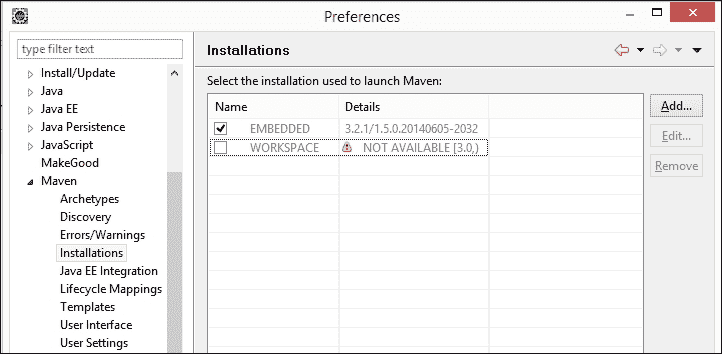 Preferences
type filter text
Install/Update
Java
Java EE
Java Persistence
JavaScript
MakeGood
Maven
Archetypes
Discovery
Errors/Warnings
Installations
Java EE Integration
Lifecycle Mappings
Templates
User Interface
User Settings
Installations
Select the installation used to launch Maven:
Name Details
EMBEDDED 3.2.1/1.5.0.20140605-2032
WORKSPACE NOT AVAILABLE [3.0,)
Add...
Edit...
Remove